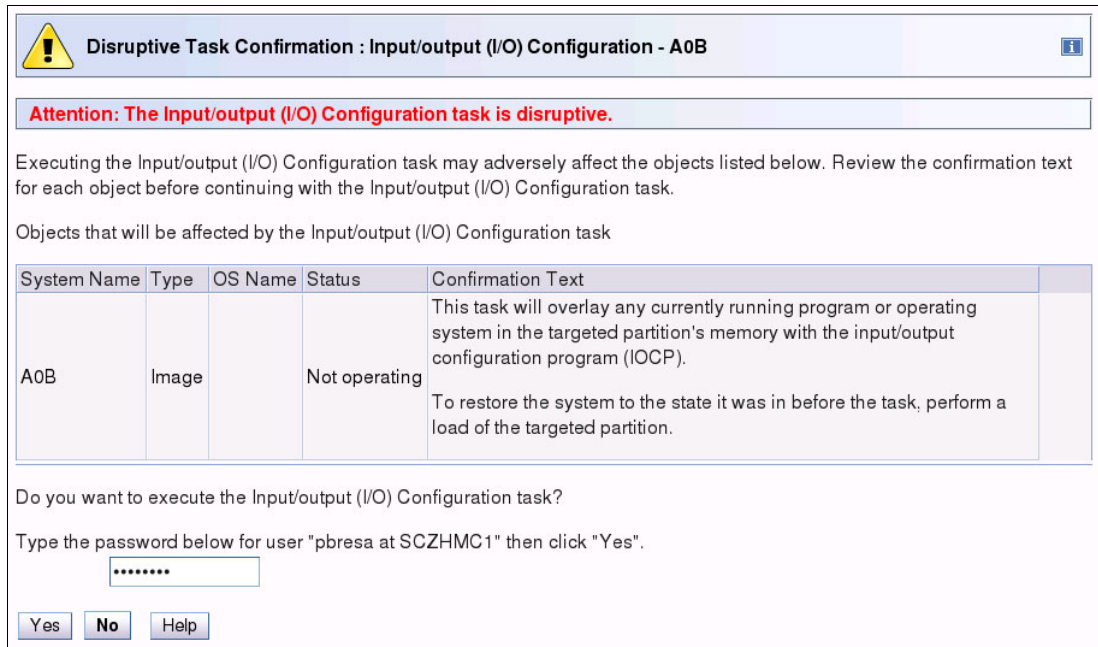 Disruptive Task Confirmation : Input/output (I/O) Configuration - A0B
i
Attention: The Input/output (I/O) Configuration task is disruptive.
Executing the Input/output (I/O) Configuration task may adversely affect the objects listed below. Review the confirmation text
for each object before continuing with the Input/output (I/O) Configuration task.
Objects that will be affected by the Input/output (I/O) Configuration task
System Name Type OS Name Status Confirmation Text
This task will overlay any currently running program or operating
system in the targeted partition's memory with the input/output
configuration program (IOCP).
A0B Image Not operating
To restore the system to the state it was in before the task, perform a
load of the targeted partition.
Do you want to execute the Input/output (I/O) Configuration task?
Type the password below for user "pbresa at SCZHMC1" then click "Yes".
••••••••
Yes No Help